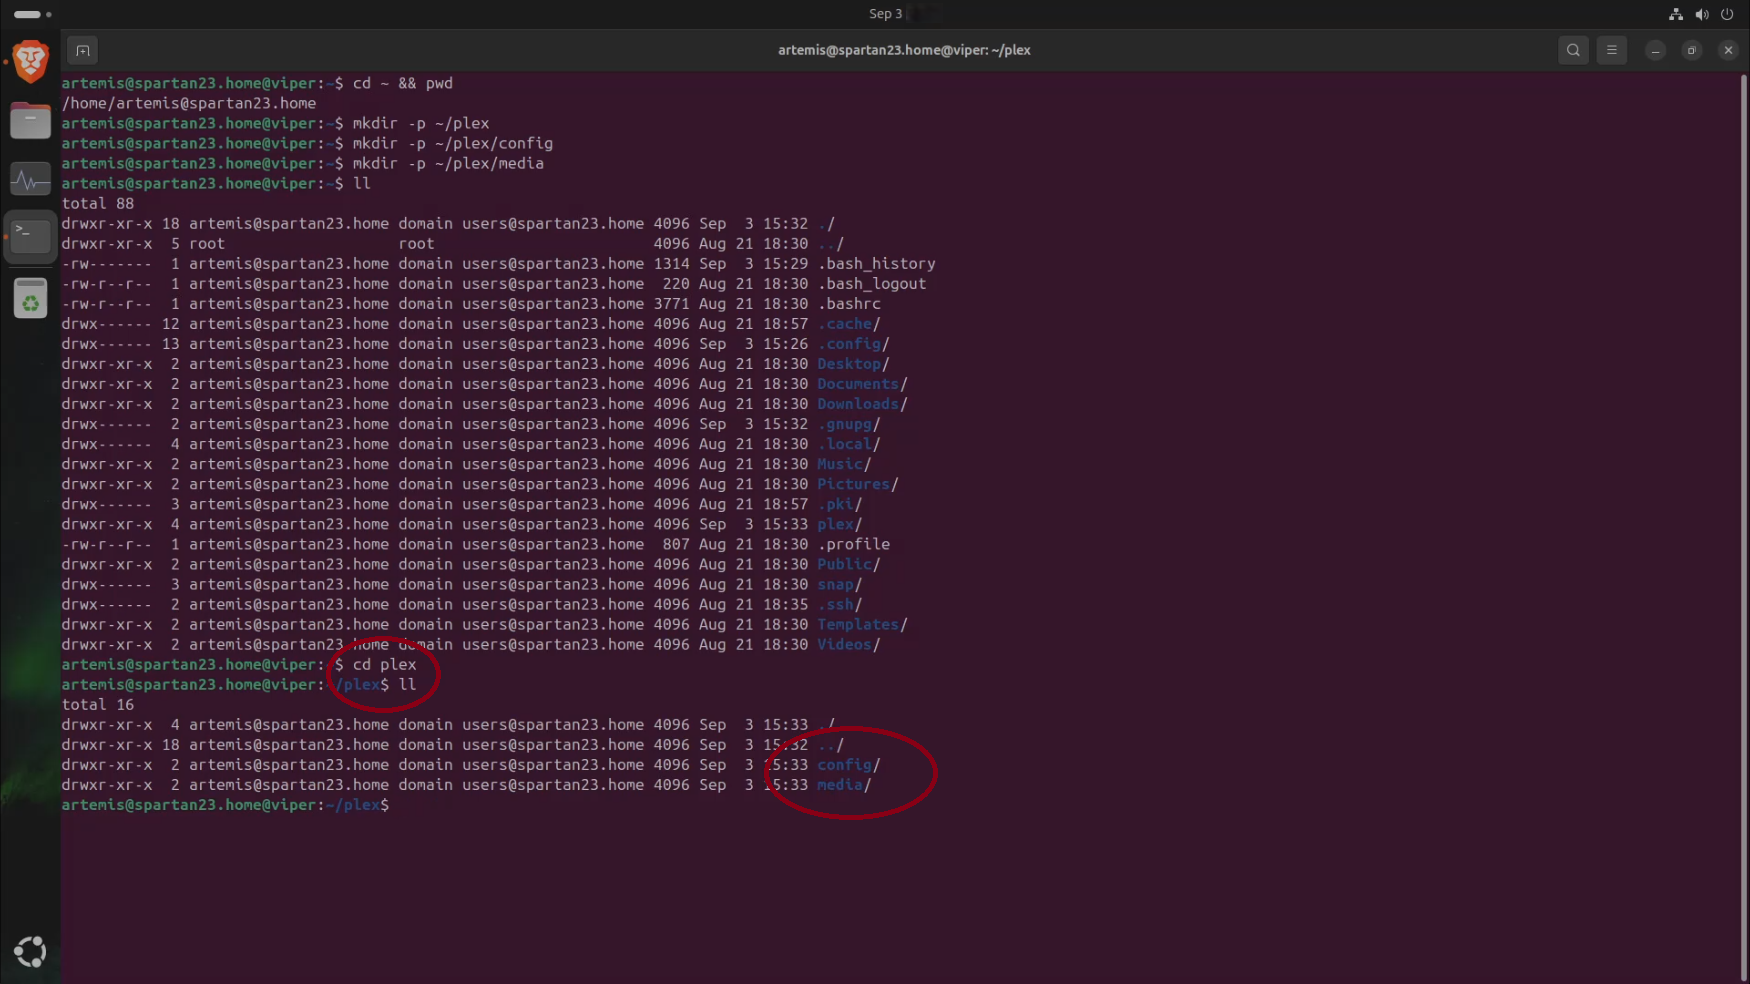 Sep 3
artemis@spartan23.home@viper: ~/plex
artemis@spartan23.home@viper:~$ cd ~ && pwd
/home/artemis@spartan23.home
artemis@spartan23.home@viper:~$ mkdir -p ~/plex
artemis@spartan23.home@viper:~$ mkdir -p ~/plex/config
artemis@spartan23.home@viper:~$ mkdir -p ~/plex/media
artemis@spartan23.home@viper:~$ ll
total 88
drwxr-xr-x 18 artemis@spartan23.home domain users@spartan23.home 4096 Sep  3 15:32 ./
drwxr-xr-x  5 root                   root                        4096 Aug 21 18:30 ../
-rw-------  1 artemis@spartan23.home domain users@spartan23.home 1314 Sep  3 15:29 .bash_history
-rw-r--r--  1 artemis@spartan23.home domain users@spartan23.home  220 Aug 21 18:30 .bash_logout
-rw-r--r--  1 artemis@spartan23.home domain users@spartan23.home 3771 Aug 21 18:30 .bashrc
drwx------ 12 artemis@spartan23.home domain users@spartan23.home 4096 Aug 21 18:57 .cache/
drwx------ 13 artemis@spartan23.home domain users@spartan23.home 4096 Sep  3 15:26 .config/
drwxr-xr-x  2 artemis@spartan23.home domain users@spartan23.home 4096 Aug 21 18:30 Desktop/
drwxr-xr-x  2 artemis@spartan23.home domain users@spartan23.home 4096 Aug 21 18:30 Documents/
drwxr-xr-x  2 artemis@spartan23.home domain users@spartan23.home 4096 Aug 21 18:30 Downloads/
drwx------  2 artemis@spartan23.home domain users@spartan23.home 4096 Sep  3 15:32 .gnupg/
drwx------  4 artemis@spartan23.home domain users@spartan23.home 4096 Aug 21 18:30 .local/
drwxr-xr-x  2 artemis@spartan23.home domain users@spartan23.home 4096 Aug 21 18:30 Music/
drwxr-xr-x  2 artemis@spartan23.home domain users@spartan23.home 4096 Aug 21 18:30 Pictures/
drwx------  3 artemis@spartan23.home domain users@spartan23.home 4096 Aug 21 18:57 .pki/
drwxr-xr-x  4 artemis@spartan23.home domain users@spartan23.home 4096 Sep  3 15:33 plex/
-rw-r--r--  1 artemis@spartan23.home domain users@spartan23.home  807 Aug 21 18:30 .profile
drwxr-xr-x  2 artemis@spartan23.home domain users@spartan23.home 4096 Aug 21 18:30 Public/
drwx------  3 artemis@spartan23.home domain users@spartan23.home 4096 Aug 21 18:30 snap/
drwx------  2 artemis@spartan23.home domain users@spartan23.home 4096 Aug 21 18:35 .ssh/
drwxr-xr-x  2 artemis@spartan23.home domain users@spartan23.home 4096 Aug 21 18:30 Templates/
drwxr-xr-x  2 artemis@spartan23.home domain users@spartan23.home 4096 Aug 21 18:30 Videos/
artemis@spartan23.home@viper:~$ cd plex
artemis@spartan23.home@viper:~/plex$ ll
total 16
drwxr-xr-x  4 artemis@spartan23.home domain users@spartan23.home 4096 Sep  3 15:33 ./
drwxr-xr-x 18 artemis@spartan23.home domain users@spartan23.home 4096 Sep  3 15:32 ../
drwxr-xr-x  2 artemis@spartan23.home domain users@spartan23.home 4096 Sep  3 15:33 config/
drwxr-xr-x  2 artemis@spartan23.home domain users@spartan23.home 4096 Sep  3 15:33 media/
artemis@spartan23.home@viper:~/plex$